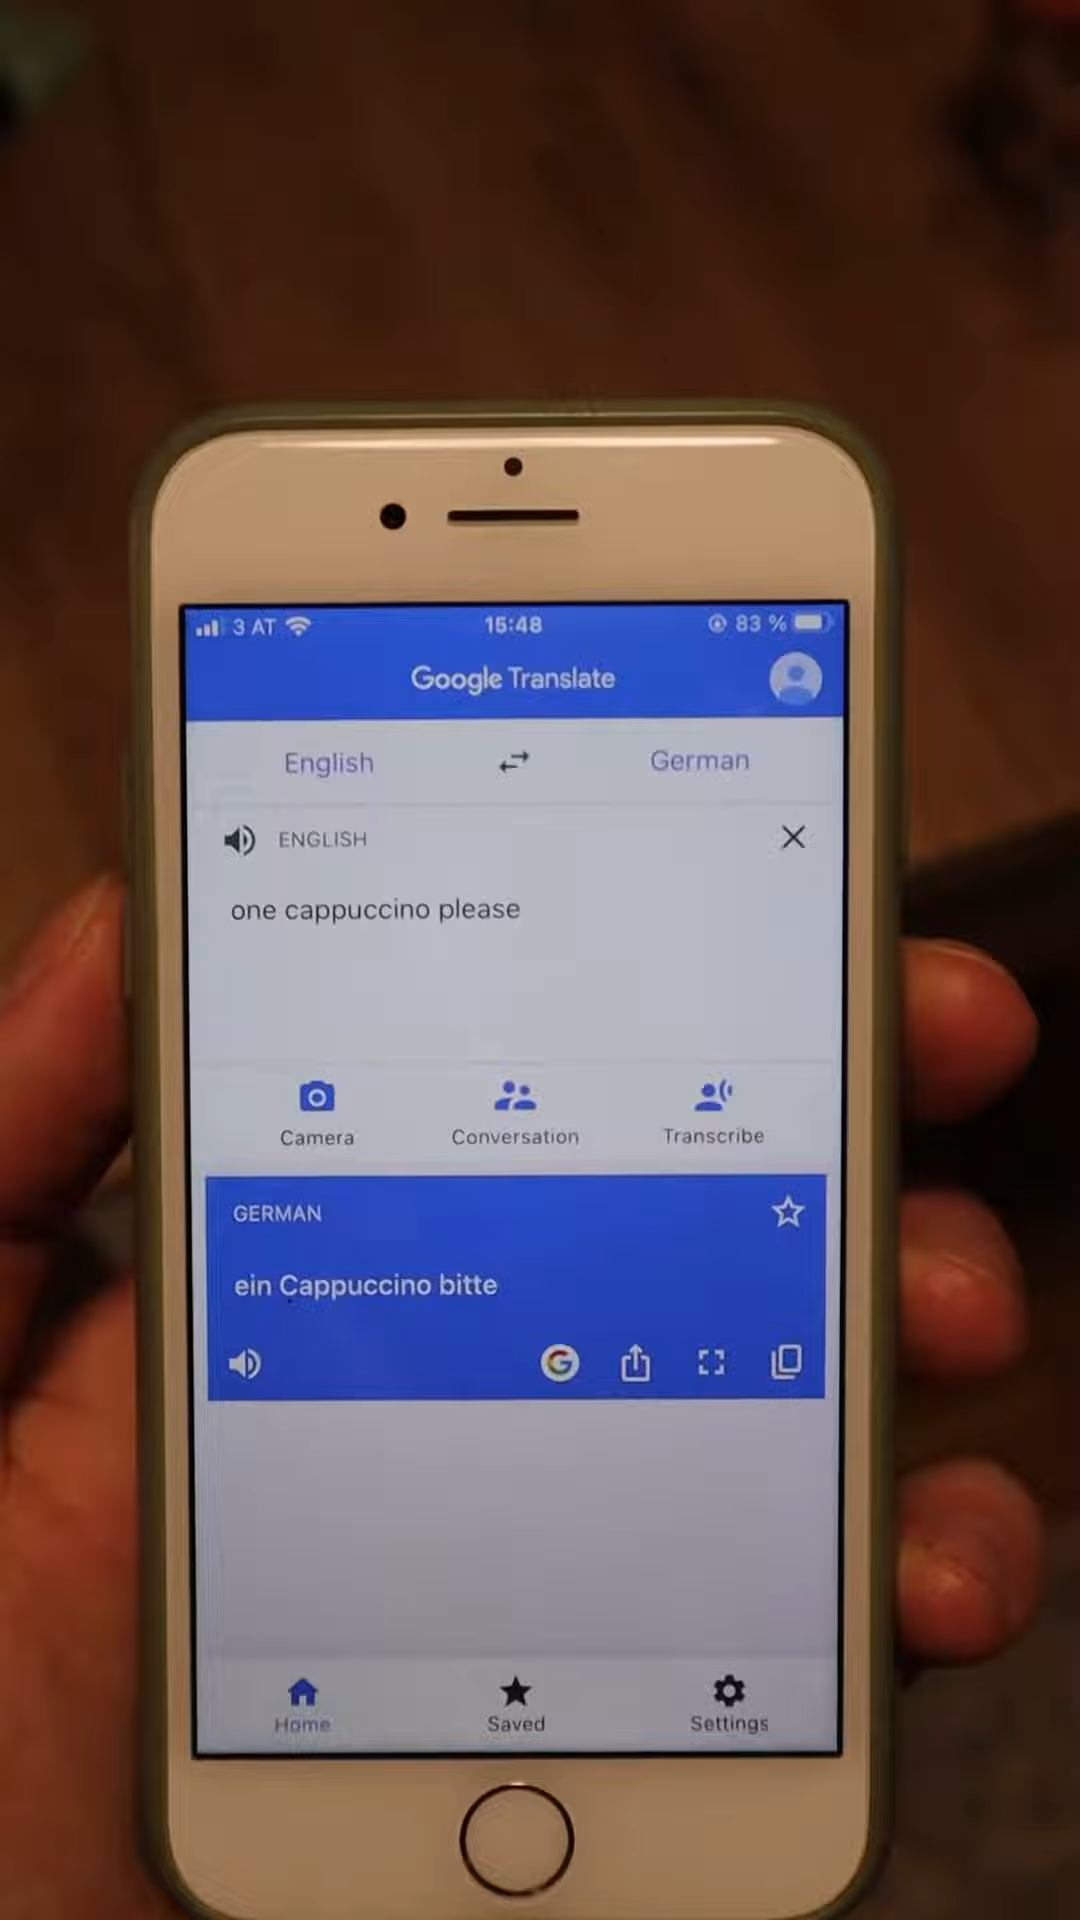 3 AT 15:48 83 %
Google Translate
English German
ENGLISH
one cappuccino please
Camera Conversation Transcribe
GERMAN
ein Cappuccino bitte
G
Home Saved Settings